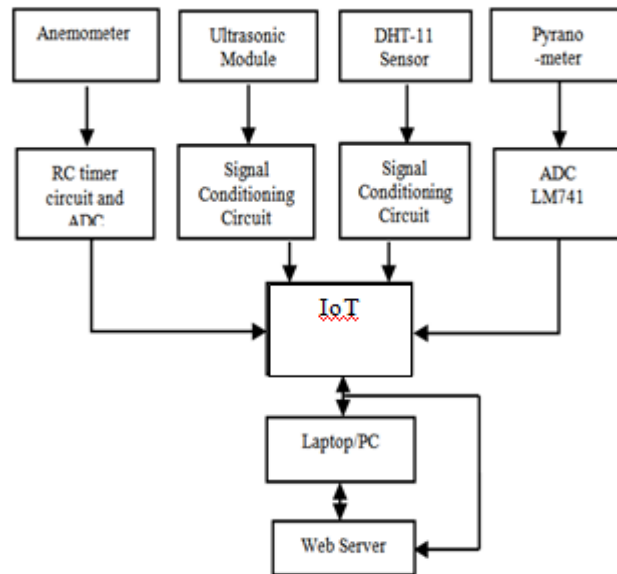 Anemometer
Ultrasonic
Module
DHT-11
Sensor
Pyrano
-meter
RC timer
circuit and
ADC
Signal
Conditioning
Circuit
Signal
Conditioning
Circuit
ADC
LM741
IoT
Laptop/PC
Web Server